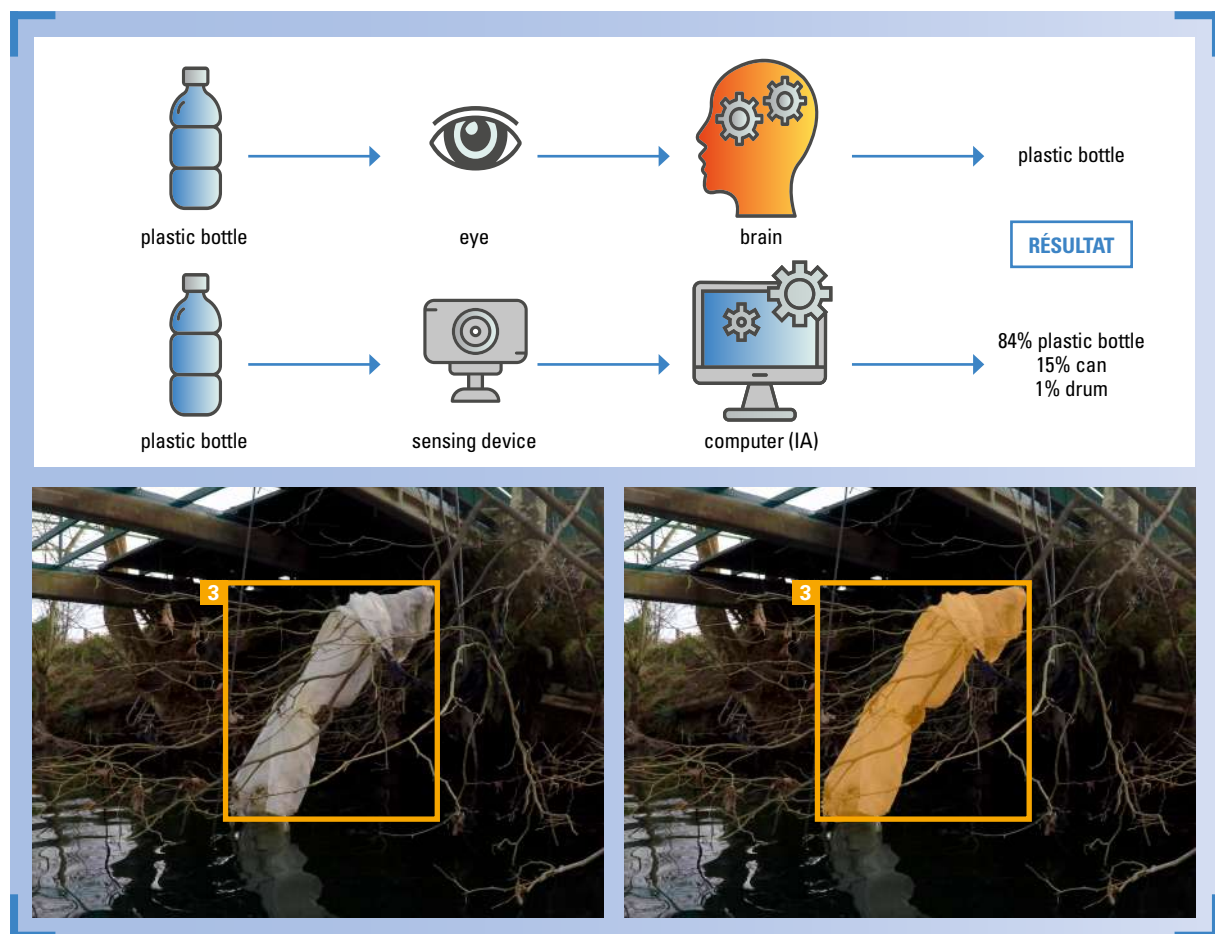 plastic bottle
eye
brain
plastic bottle
RÉSULTAT
plastic bottle
sensing device
computer (IA)
84% plastic bottle
15% can
1% drum
3
3